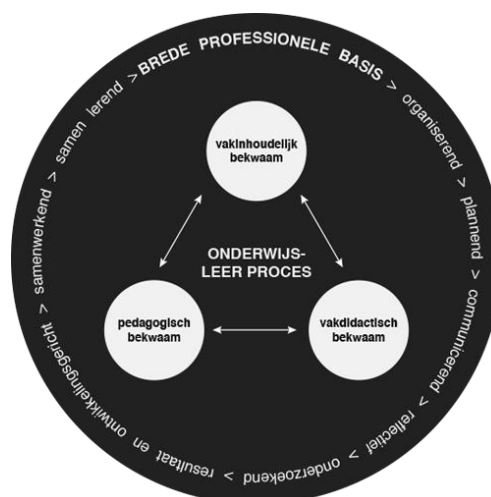 BREDE PROFESSIONELE BASIS > organiserend > plannend > communicerend > reflectief > onderzoekend > resultaat en ontwikkelingsgericht > samenwerkend > samen lerend >
vakinhoudelijk
bekwaam
ONDERWIJS-
LEER PROCES
pedagogisch
bekwaam
vakdidactisch
bekwaam